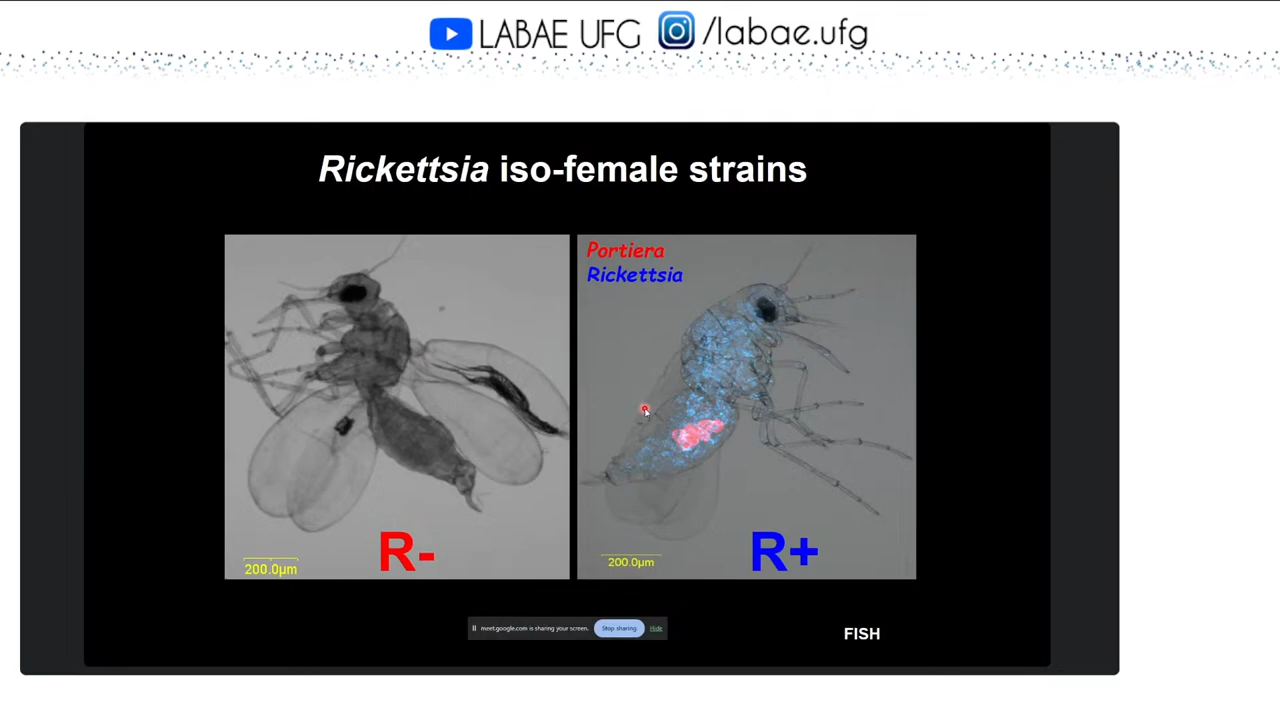 LABAE UFG /labae.ufg
Rickettsia iso-female strains
Portiera
Rickettsia
R-
R+
200.0µm
200.0µm
meet.google.com is sharing your screen. Stop sharing Hide
FISH